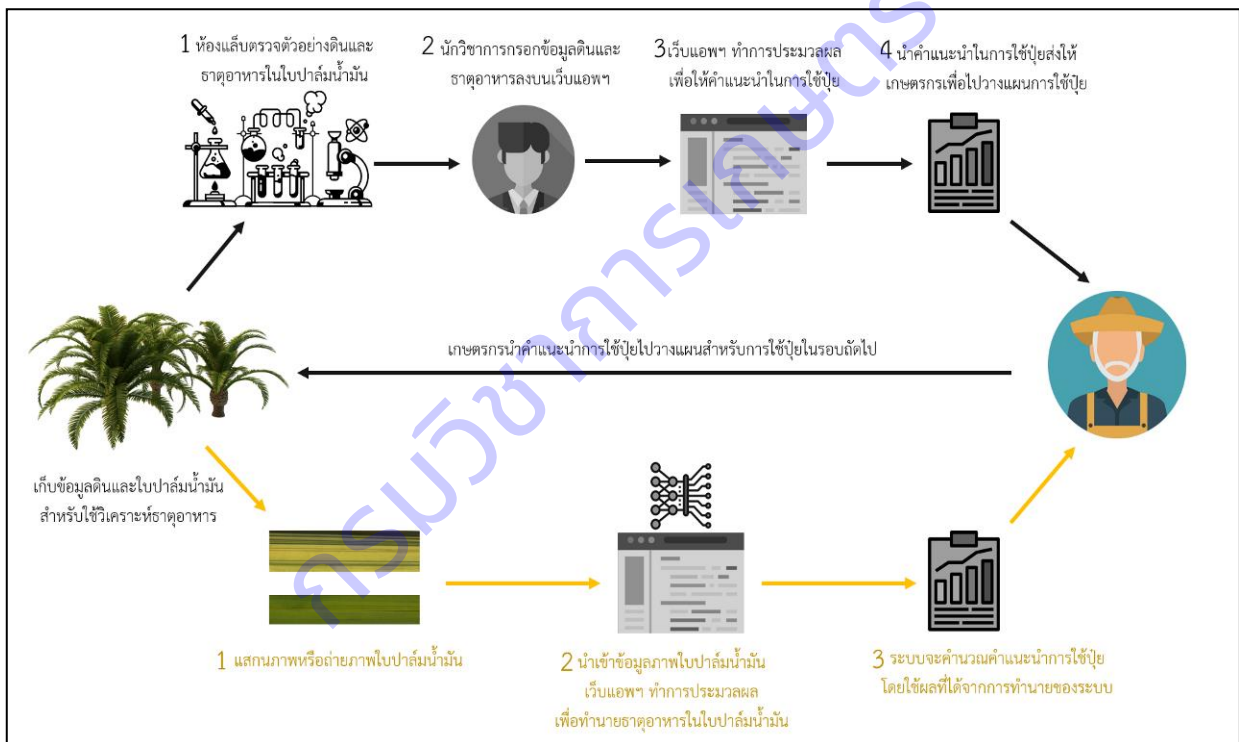 1 ห้องแล็บตรวจตัวอย่างดินและ
ธาตุอาหารในใบปาล์มน้ำมัน
2 นักวิชาการกรอกข้อมูลดินและ
ธาตุอาหารลงบนเว็บแอพฯ
3 เว็บแอพฯ ทำการประมวลผล
เพื่อให้คำแนะนำในการใช้ปุ๋ย
4 นำคำแนะนำในการใช้ปุ๋ยส่งให้
เกษตรกรเพื่อไปวางแผนการใช้ปุ๋ย
เกษตรกรนำคำแนะนำการใช้ปุ๋ยไปวางแผนสำหรับการใช้ปุ๋ยในรอบถัดไป
เก็บข้อมูลดินและใบปาล์มน้ำมัน
สำหรับใช้วิเคราะห์ธาตุอาหาร
1 แสกนภาพหรือถ่ายภาพใบปาล์มน้ำมัน
2 นำเข้าข้อมูลภาพใบปาล์มน้ำมัน
เว็บแอพฯ ทำการประมวลผล
เพื่อทำนายธาตุอาหารในใบปาล์มน้ำมัน
3 ระบบจะคำนวณคำแนะนำการใช้ปุ๋ย
โดยใช้ผลที่ได้จากการทำนายของระบบ
กรมวิชาการเกษตร